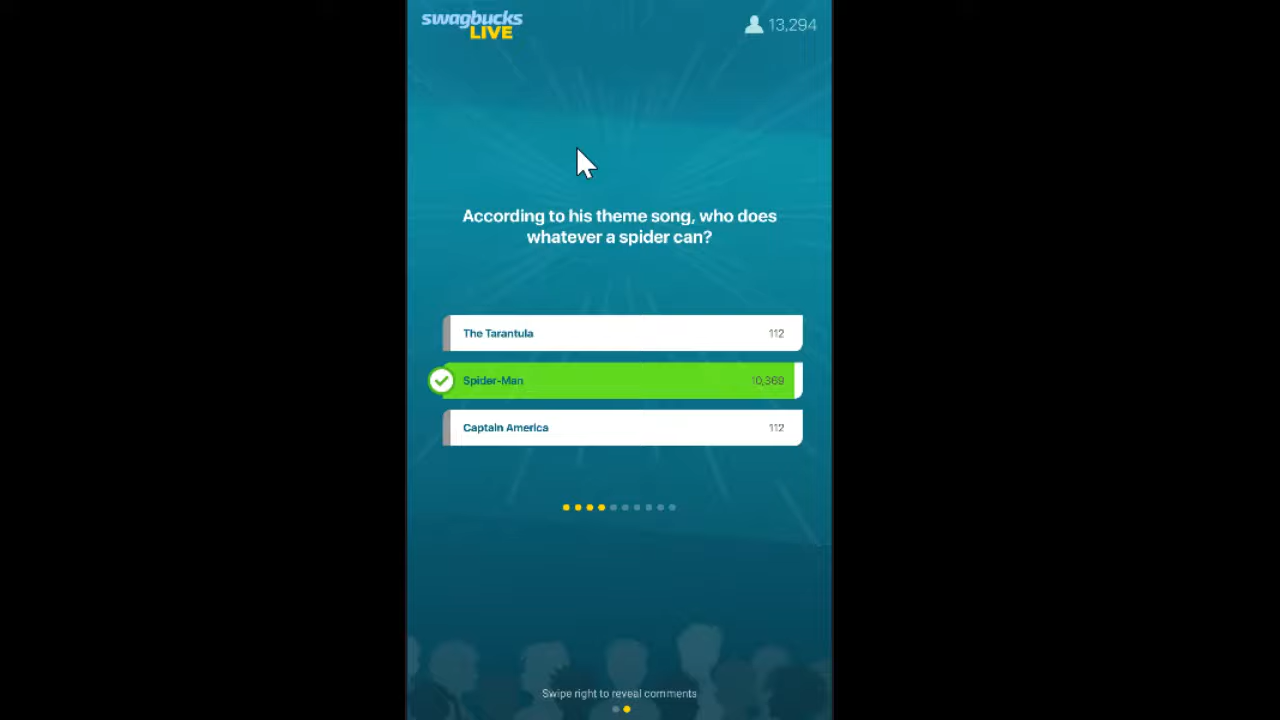 swagbucks
LIVE
13,294
According to his theme song, who does
whatever a spider can?
The Tarantula 112
Spider-Man 10,369
Captain America 112
Swipe right to reveal comments